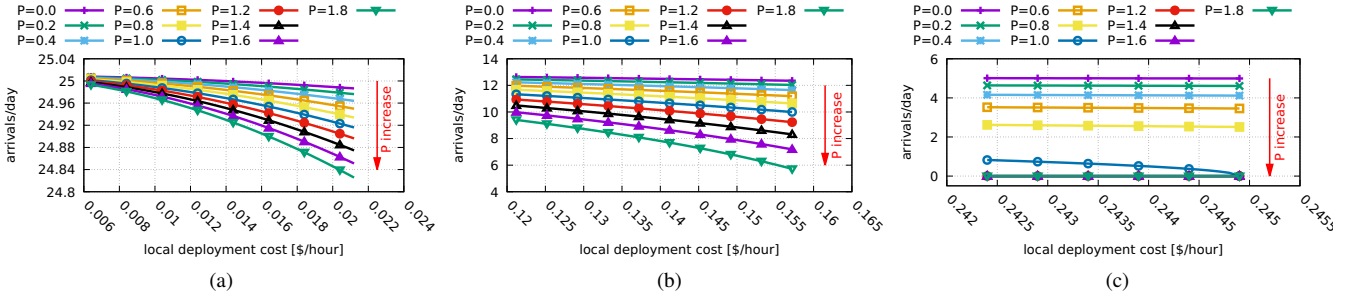 P=0.0 P=0.6 P=1.2 P=1.8
P=0.2 P=0.8 P=1.4
P=0.4 P=1.0 P=1.6
25.04
25
24.96
24.92
24.88
24.84
24.8
arrivals/day
P increase
0.006 0.008 0.01 0.012 0.014 0.016 0.018 0.02 0.022 0.024
local deployment cost [$/hour]
(a)
P=0.0 P=0.6 P=1.2 P=1.8
P=0.2 P=0.8 P=1.4
P=0.4 P=1.0 P=1.6
14
12
10
8
6
4
arrivals/day
P increase
0.12 0.125 0.13 0.135 0.14 0.145 0.15 0.155 0.16 0.165
local deployment cost [$/hour]
(b)
P=0.0 P=0.6 P=1.2 P=1.8
P=0.2 P=0.8 P=1.4
P=0.4 P=1.0 P=1.6
6
4
2
0
arrivals/day
P increase
0.242 0.2425 0.243 0.2435 0.244 0.2445 0.245 0.2455
local deployment cost [$/hour]
(c)